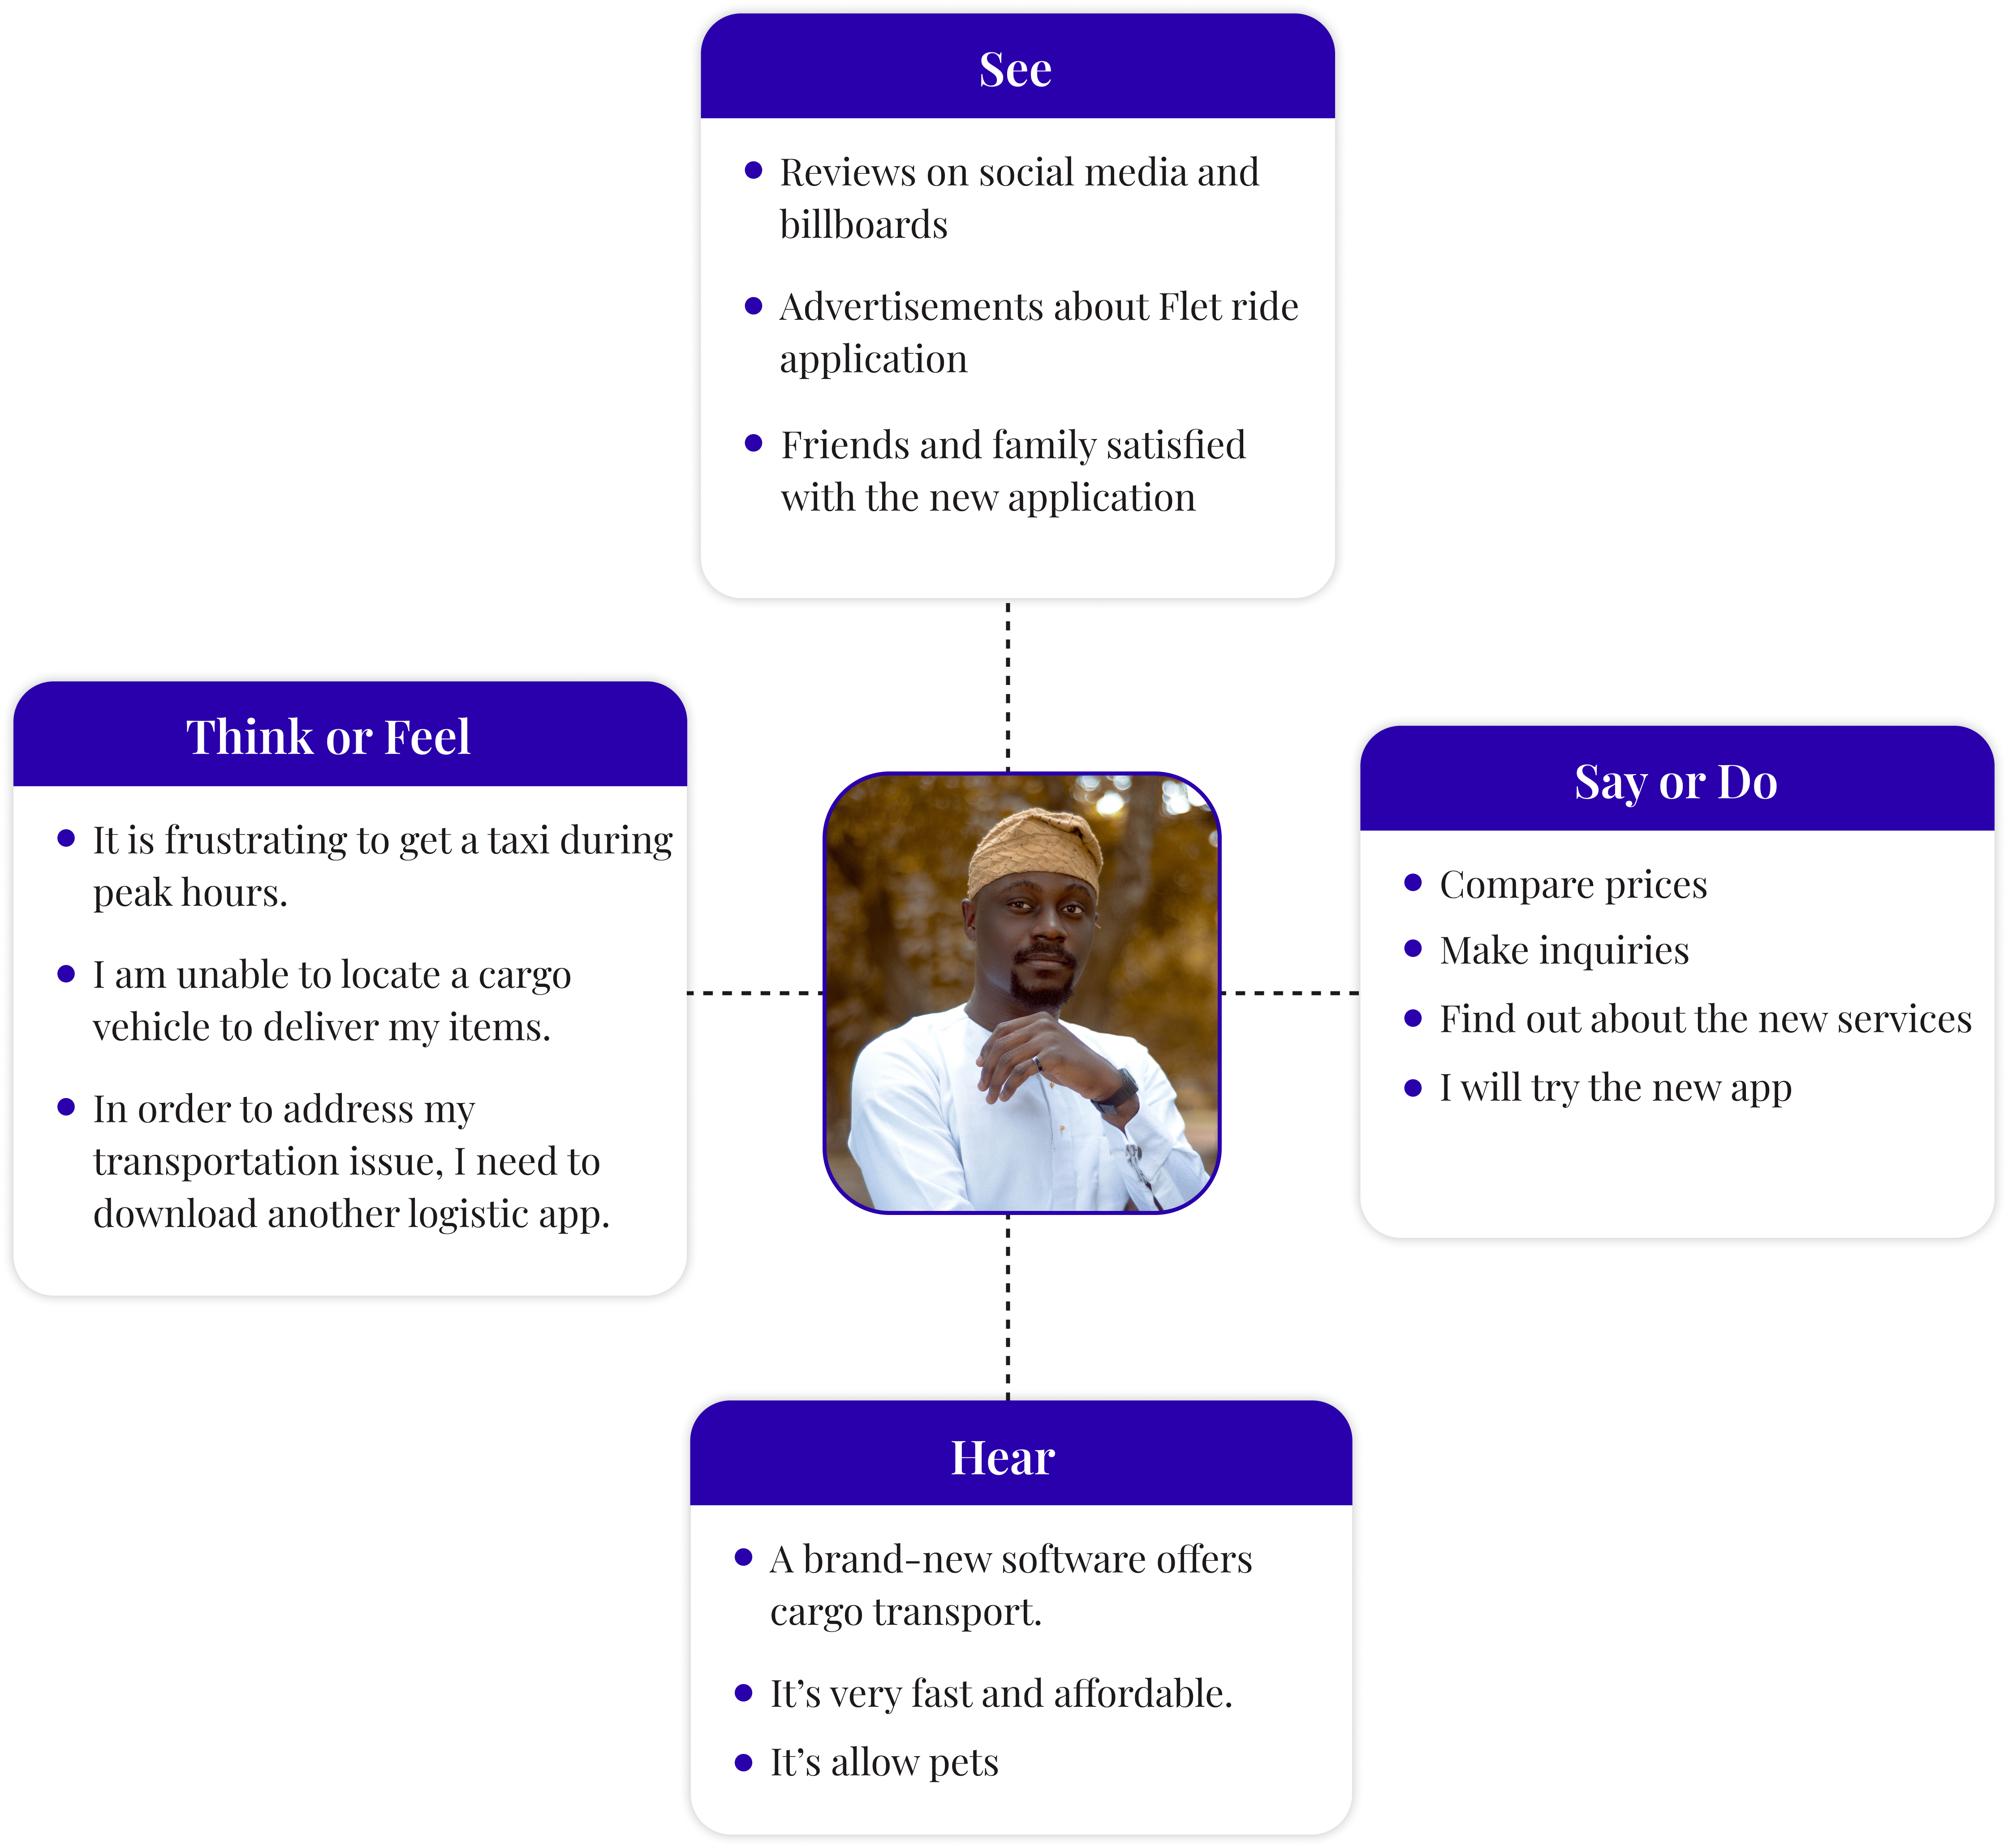 See
Reviews on social media and
billboards
Advertisements about Flet ride
application
Friends and family satisfied
with the new application
Think or Feel
It is frustrating to get a taxi during
peak hours.
I am unable to locate a cargo
vehicle to deliver my items.
In order to address my
transportation issue, I need to
download another logistic app.
Say or Do
Compare prices
Make inquiries
Find out about the new services
I will try the new app
Hear
A brand-new software offers
cargo transport.
It’s very fast and affordable.
It’s allow pets